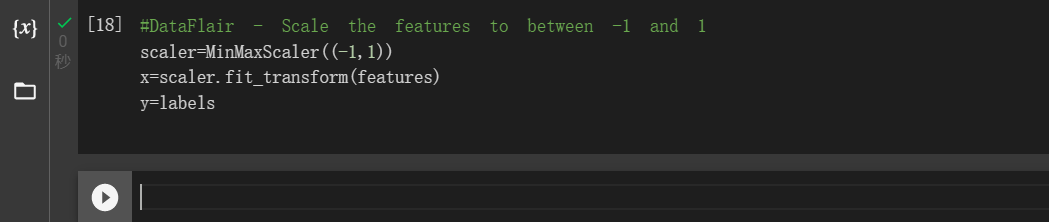 {x}
[18]
0
秒
#DataFlair - Scale the features to between -1 and 1
scaler=MinMaxScaler((-1,1))
x=scaler.fit_transform(features)
y=labels